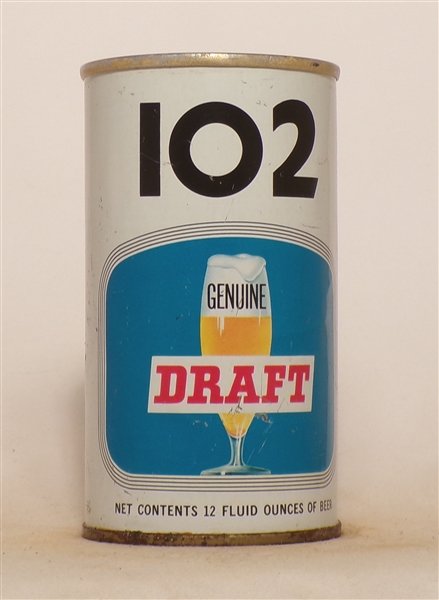 102
GENUINE
DRAFT
NET CONTENTS 12 FLUID OUNCES OF BEER